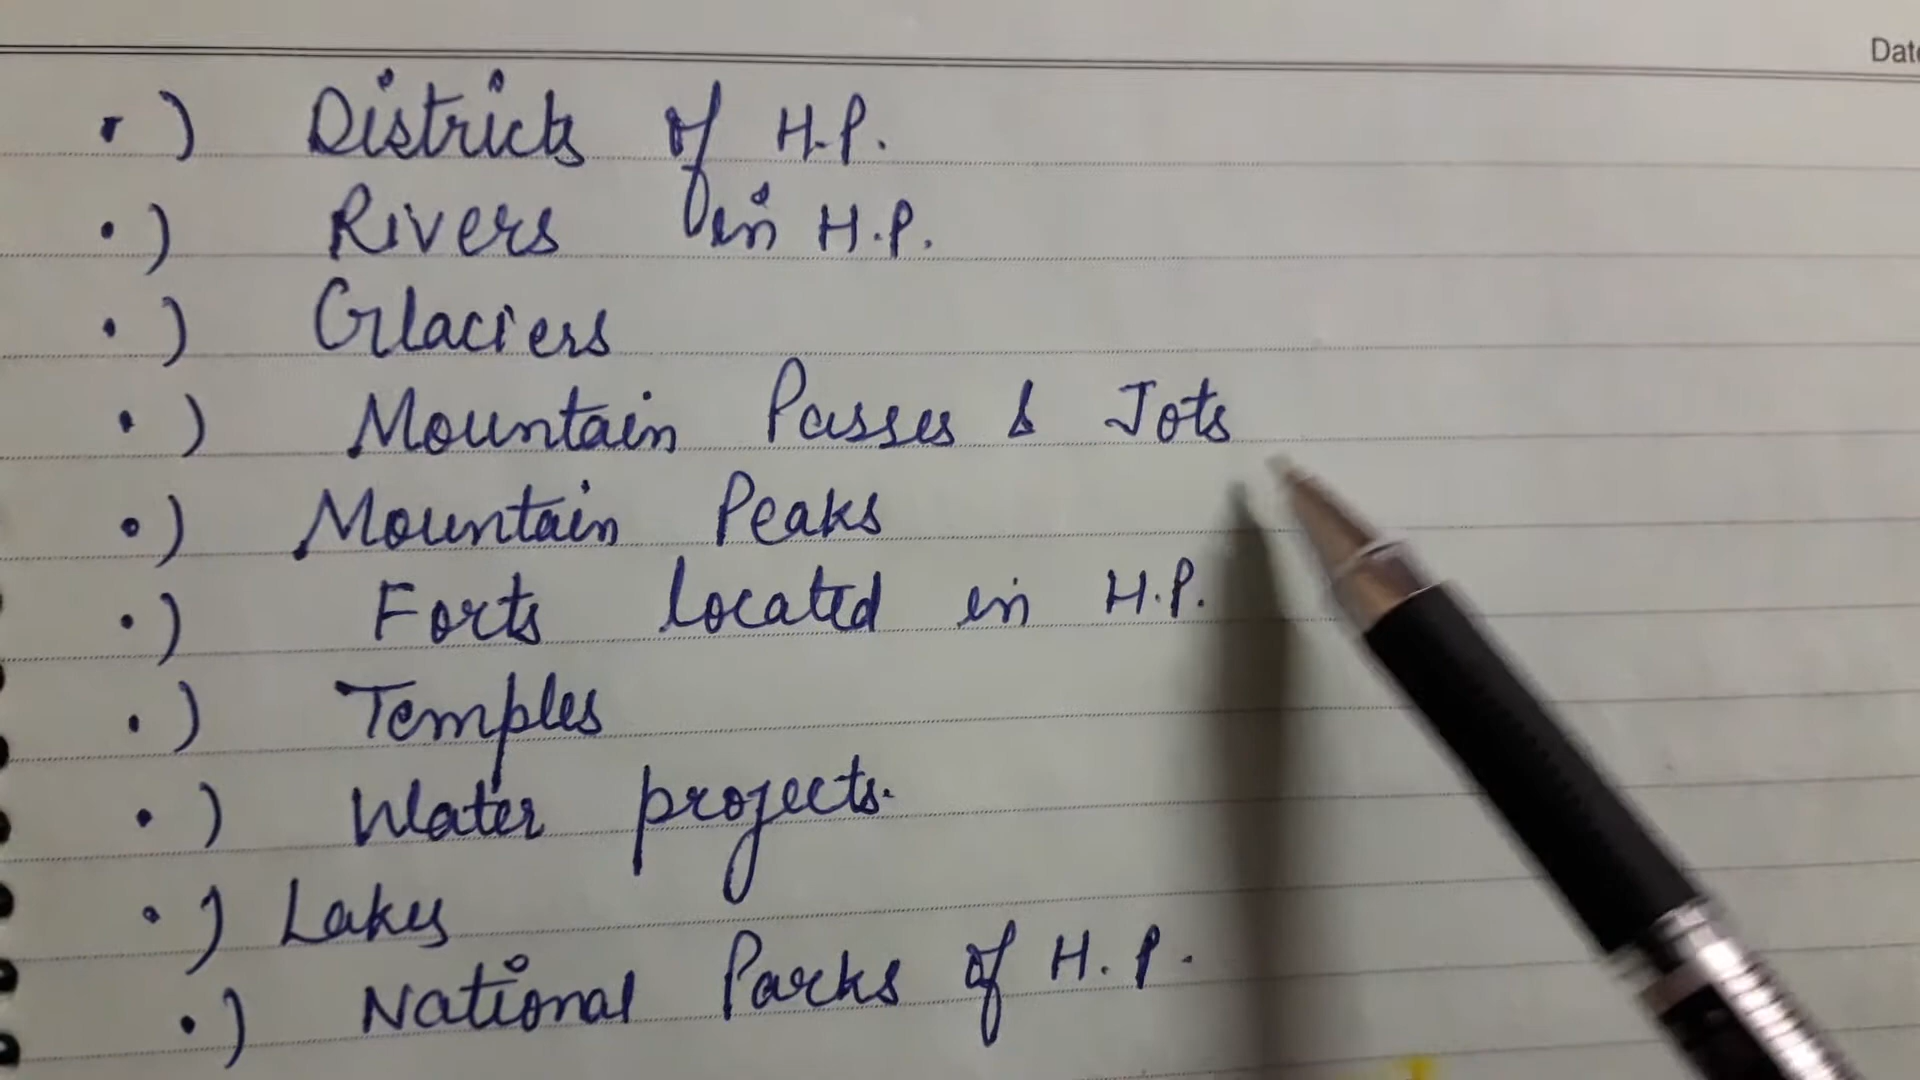 Date
•) Districts of H.P.
•) Rivers in H.P.
•) Glaciers
•) Mountain Passes & Jots
•) Mountain Peaks
•) Forts located in H.P.
•) Temples
•) Water projects.
•) Lakes
•) National Parks of H.P.